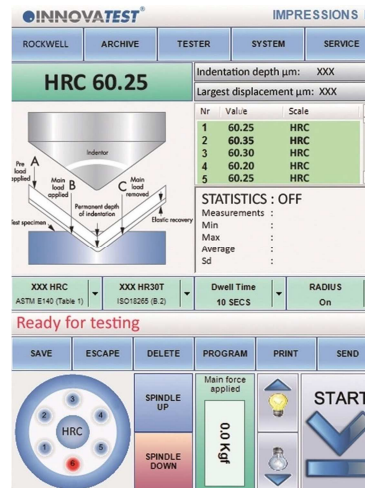 INNOVATEST® IMPRESSIONS
ROCKWELL ARCHIVE TESTER SYSTEM SERVICE
HRC 60.25
Indentation depth µm: XXX
Largest displacement µm: XXX
Nr Value Scale
1 60.25 HRC
2 60.35 HRC
3 60.30 HRC
4 60.20 HRC
5 60.25 HRC
Indentor
Pre load applied
A
Main load applied
B
C
Main load removed
Permanent depth of indentation
Elastic recovery
Test specimen
STATISTICS : OFF
Measurements :
Min :
Max :
Average :
Sd :
XXX HRC
ASTM E140 (Table 1)
XXX HR30T
ISO18265 (B.2)
Dwell Time
10 SECS
RADIUS
On
Ready for testing
SAVE ESCAPE DELETE PROGRAM PRINT SEND
1 2 3 4 5 6
HRC
SPINDLE UP
SPINDLE DOWN
Main force applied
0.0 Kgf
START